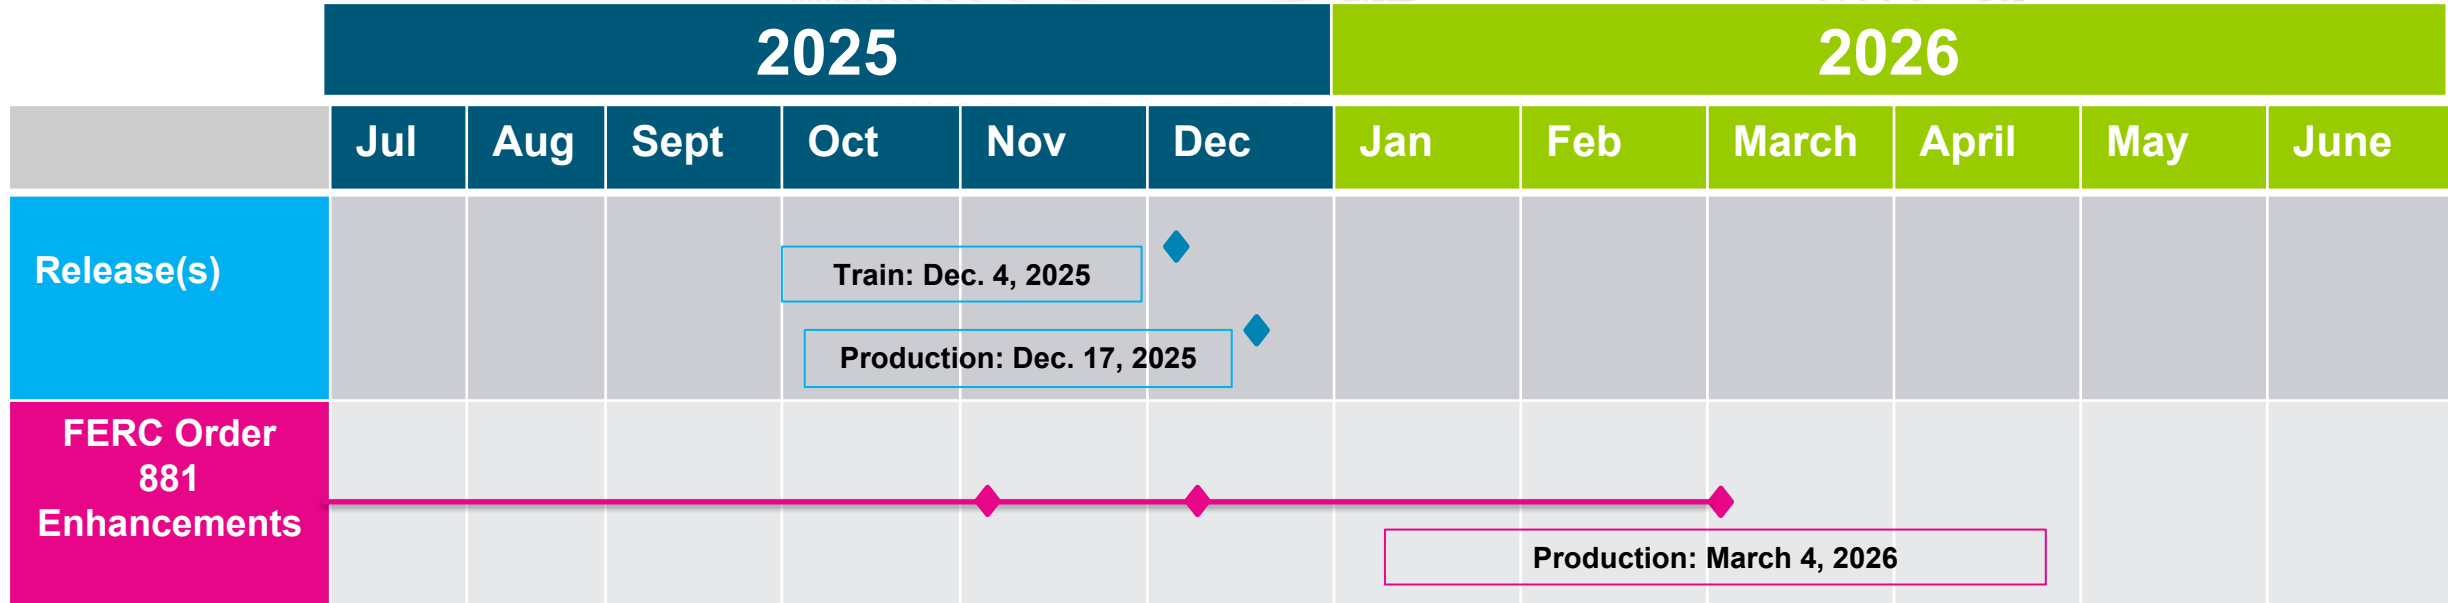 2025
2026
Jul
Aug
Sept
Oct
Nov
Dec
Jan
Feb
March
April
May
June
Release(s)
Train: Dec. 4, 2025
Production: Dec. 17, 2025
FERC Order
881
Enhancements
Production: March 4, 2026